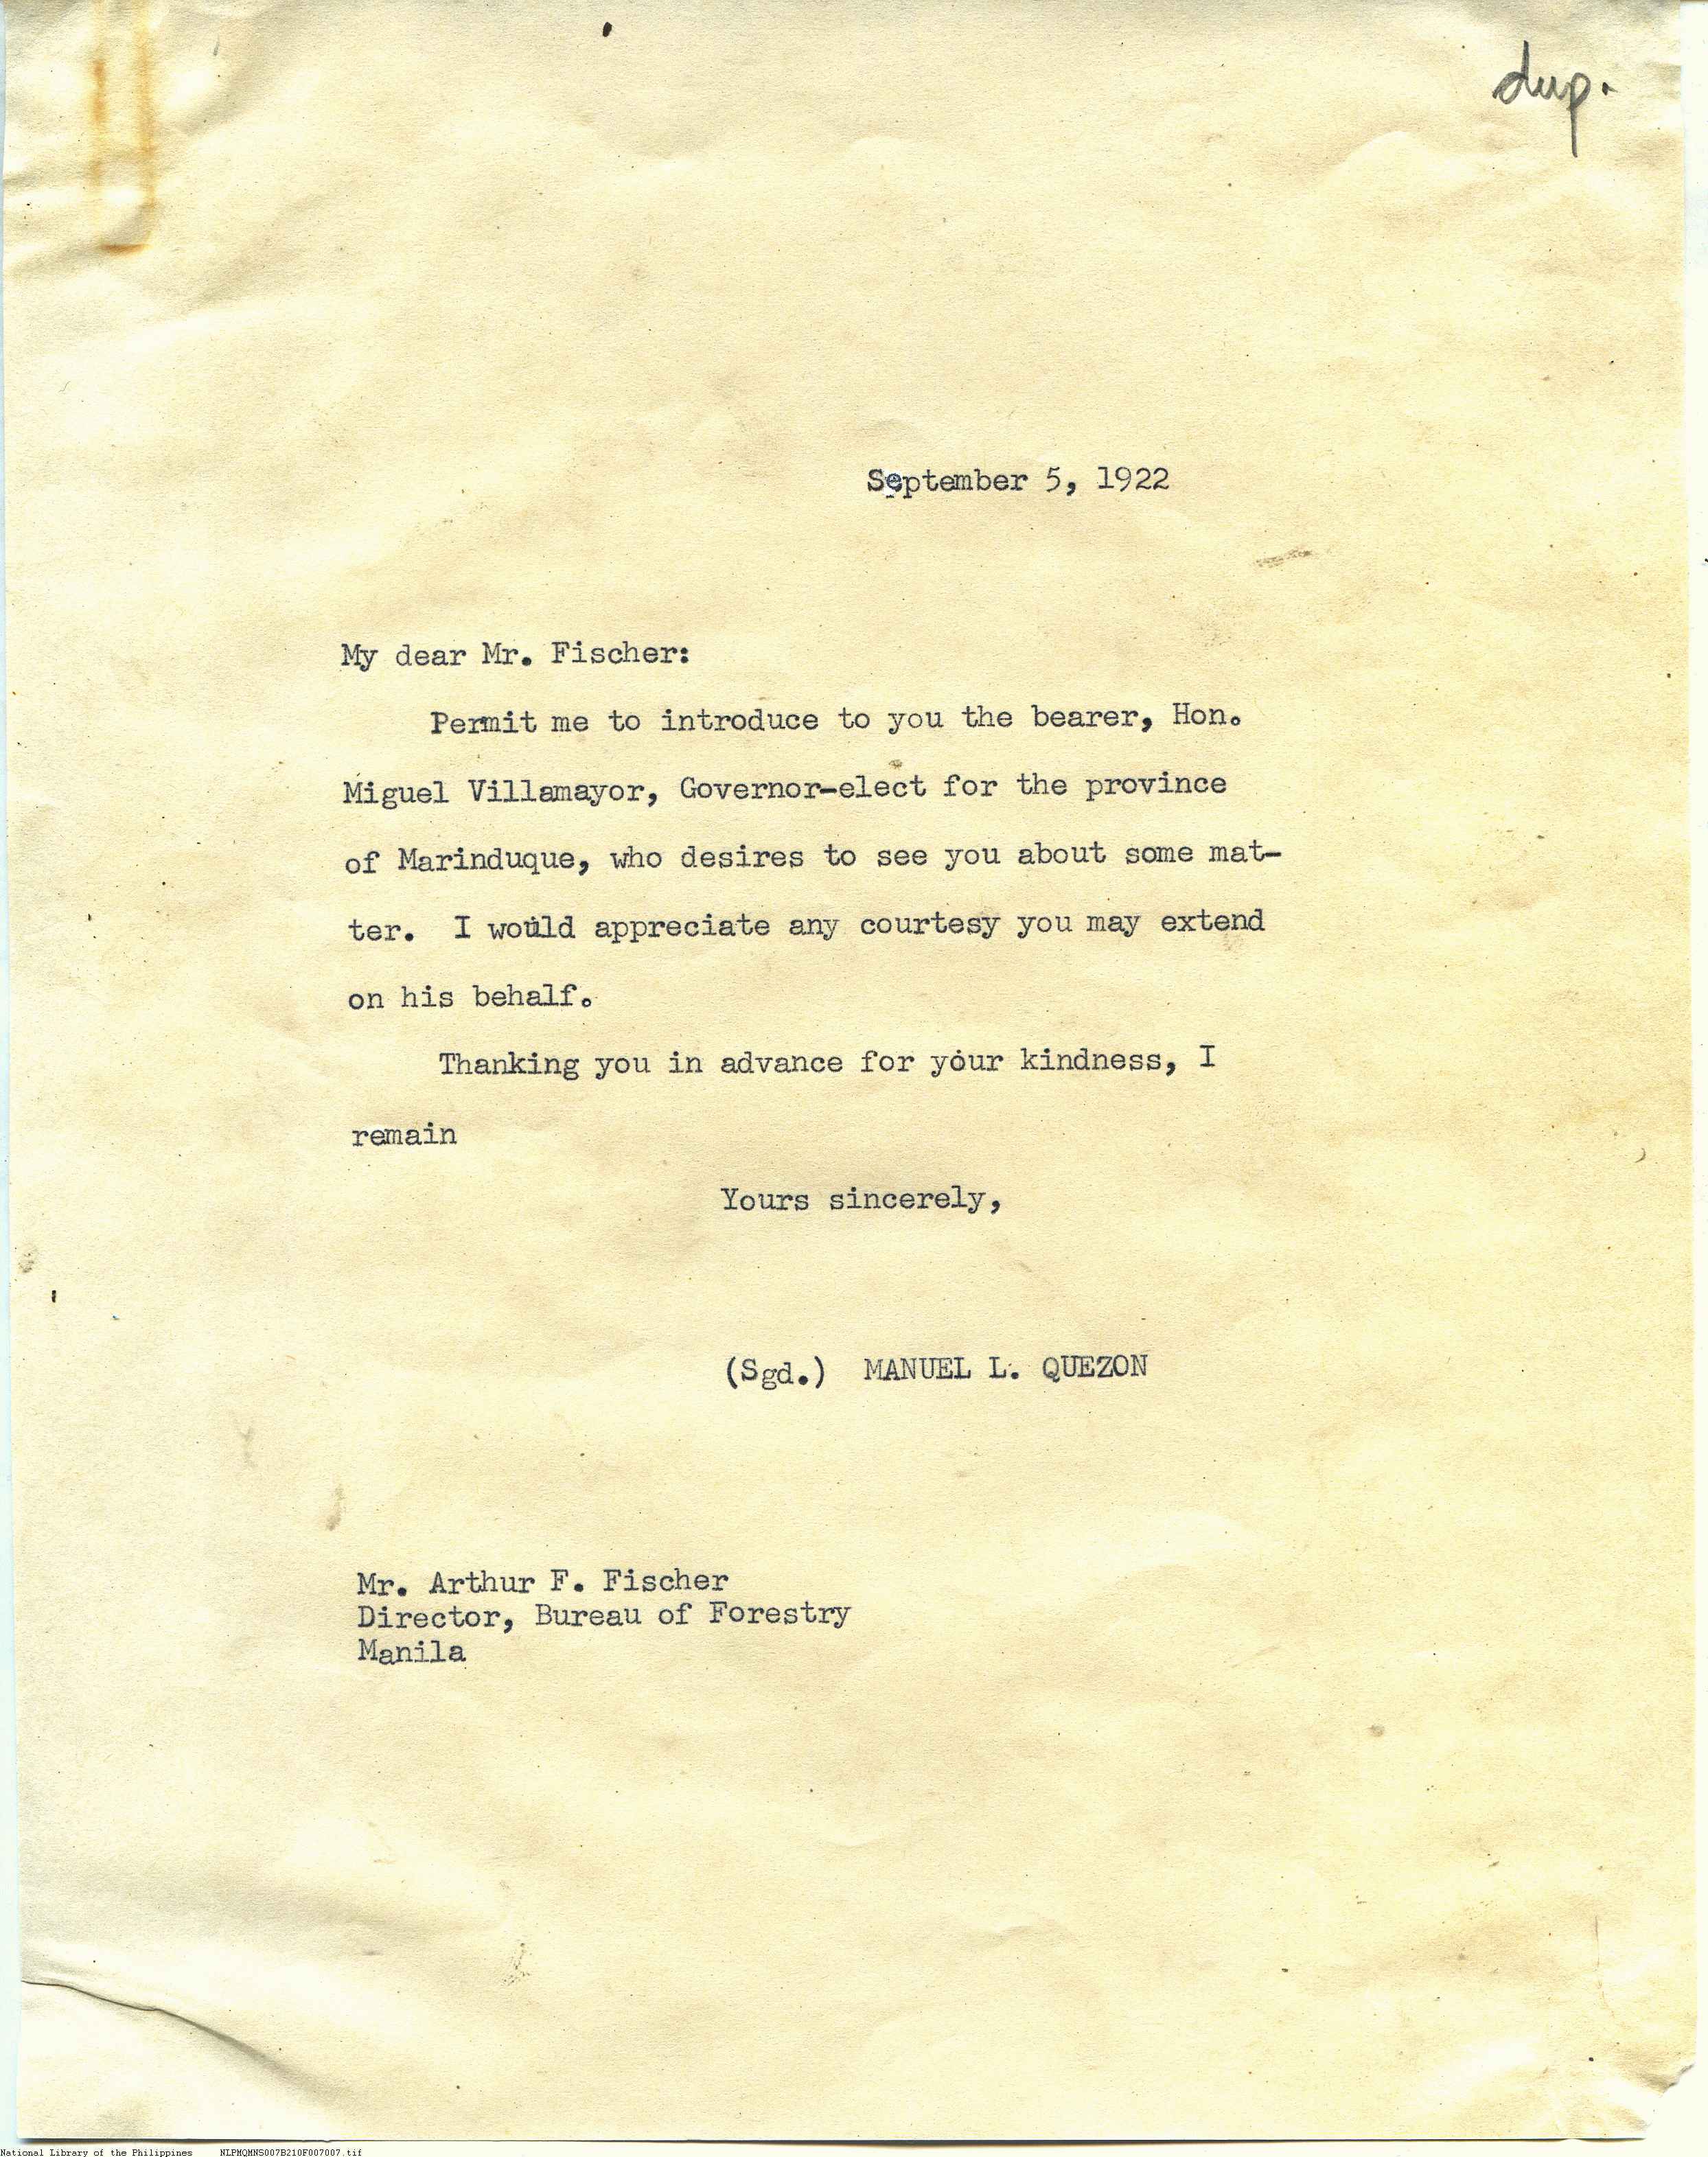 dup.
September 5, 1922
My dear Mr. Fischer:
Permit me to introduce to you the bearer, Hon.
Miguel Villamayor, Governor-elect for the province
of Marinduque, who desires to see you about some mat-
ter. I would appreciate any courtesy you may extend
on his behalf.
Thanking you in advance for your kindness, I
remain
Yours sincerely,
(Sgd.) MANUEL L. QUEZON
Mr. Arthur F. Fischer
Director, Bureau of Forestry
Manila
National Library of the Philippines NLPMQMNS007B210F007007.tif